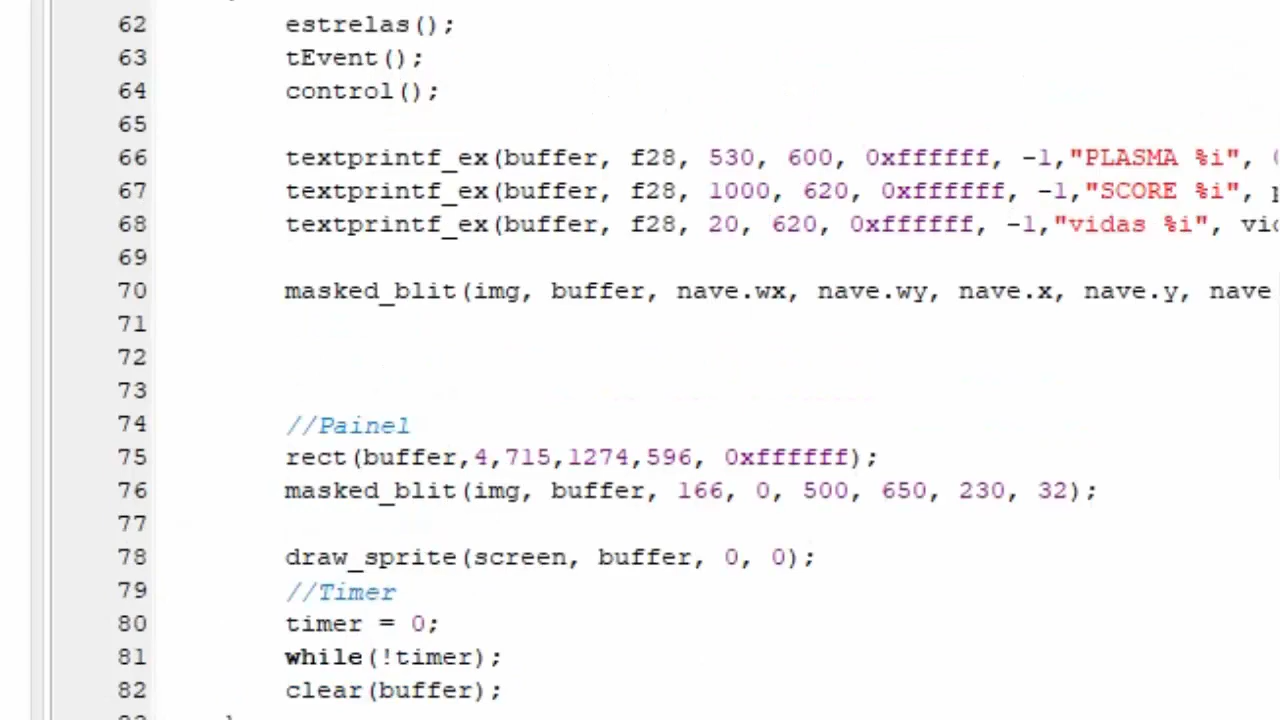 62 estrelas();
63 tEvent();
64 control();
65
66 textprintf_ex(buffer, f28, 530, 600, 0xffffff, -1,"PLASMA %i", (
67 textprintf_ex(buffer, f28, 1000, 620, 0xffffff, -1,"SCORE %i",
68 textprintf_ex(buffer, f28, 20, 620, 0xffffff, -1,"vidas %i",
69
70 masked_blit(img, buffer, nave.wx, nave.wy, nave.x, nave.y, nave
71
72
73
74 //Painel
75 rect(buffer,4,715,1274,596, 0xffffff);
76 masked_blit(img, buffer, 166, 0, 500, 650, 230, 32);
77
78 draw_sprite(screen, buffer, 0, 0);
79 //Timer
80 timer = 0;
81 while(!timer);
82 clear(buffer);